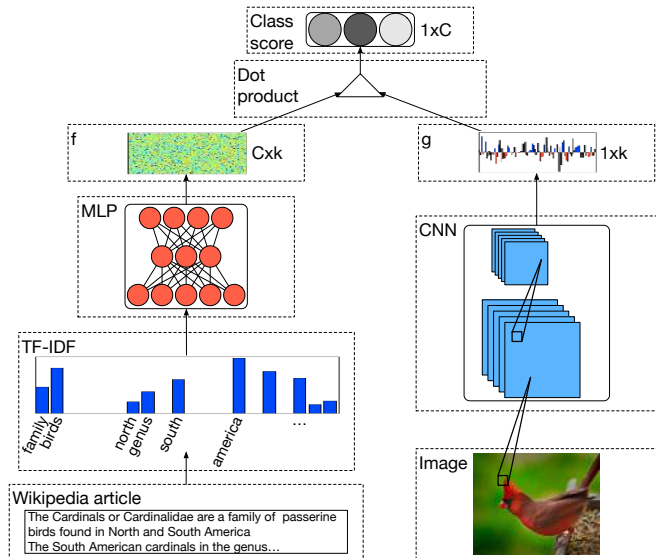 Class
score
1xC
Dot
product
f
Cxk
g
1xk
MLP
CNN
TF-IDF
family
birds
north
genus
south
america
...
Image
Wikipedia article
The Cardinals or Cardinalidae are a family of passerine
birds found in North and South America
The South American cardinals in the genus...